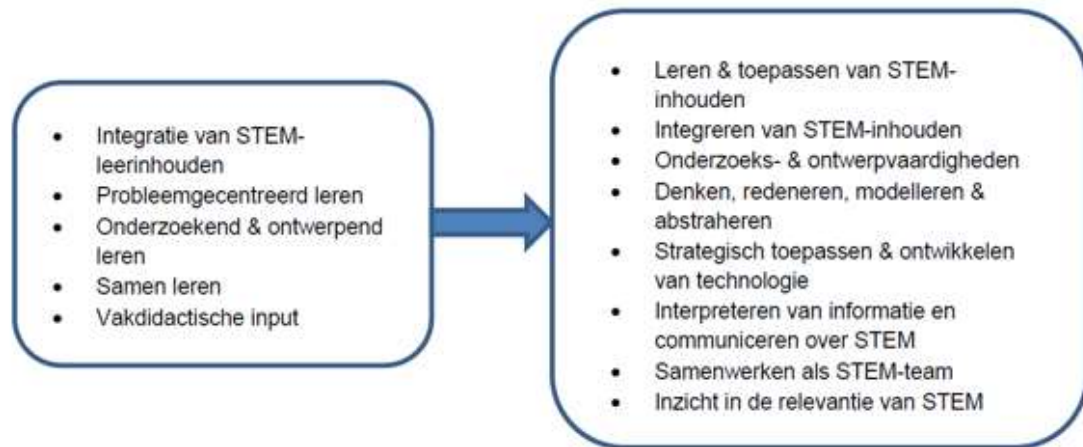 • Integratie van STEM-
leerinhouden
• Probleemgecentreerd leren
• Onderzoekend & ontwerpend
leren
• Samen leren
• Vakdidactische input
• Leren & toepassen van STEM-
inhouden
• Integreren van STEM-inhouden
• Onderzoeks- & ontwerpvaardigheden
• Denken, redeneren, modelleren &
abstraheren
• Strategisch toepassen & ontwikkelen
van technologie
• Interpreteren van informatie en
communiceren over STEM
• Samenwerken als STEM-team
• Inzicht in de relevantie van STEM